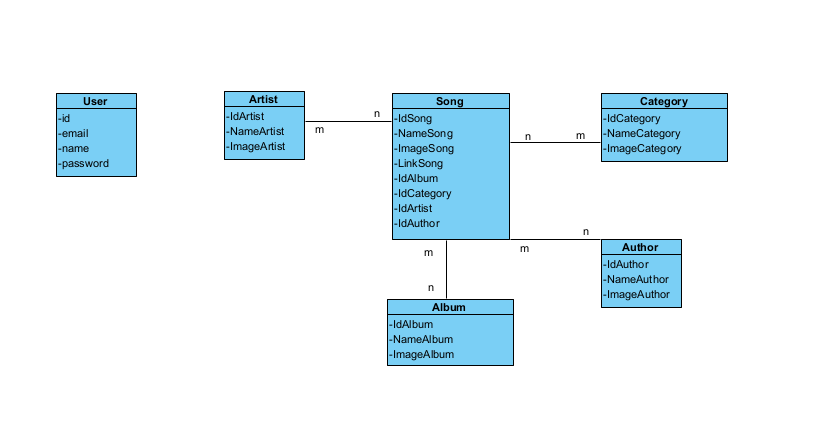 User
-id
-email
-name
-password
Artist
-IdArtist
-NameArtist
-ImageArtist
m
n
Song
-IdSong
-NameSong
-ImageSong
-LinkSong
-IdAlbum
-IdCategory
-IdArtist
-IdAuthor
n
m
Category
-IdCategory
-NameCategory
-ImageCategory
m
n
Author
-IdAuthor
-NameAuthor
-ImageAuthor
m
n
Album
-IdAlbum
-NameAlbum
-ImageAlbum